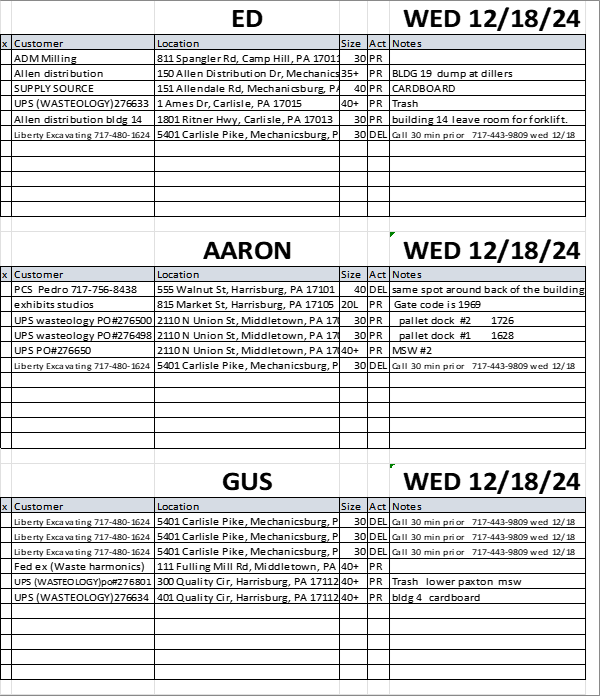 ED WED 12/18/24
x Customer Location Size Act Notes
ADM Milling 811 Spangler Rd, Camp Hill, PA 17011 30 PR
Allen distribution 150 Allen Distribution Dr, Mechanics 35+ PR BLDG 19 dump at dillers
SUPPLY SOURCE 151 Allendale Rd, Mechanicsburg, PA 40 PR CARDBOARD
UPS (WASTEOLOGY)276633 1 Ames Dr, Carlisle, PA 17015 40+ PR Trash
Allen distribution bldg 14 1801 Ritner Hwy, Carlisle, PA 17013 30 PR building 14 leave room for forklift.
Liberty Excavating 717-480-1624 5401 Carlisle Pike, Mechanicsburg, P 30 DEL Call 30 min prior 717-443-9809 wed 12/18
AARON WED 12/18/24
x Customer Location Size Act Notes
PCS Pedro 717-756-8438 555 Walnut St, Harrisburg, PA 17101 40 DEL same spot around back of the building
exhibits studios 815 Market St, Harrisburg, PA 17105 20L PR Gate code is 1969
UPS wasteology PO#276500 2110 N Union St, Middletown, PA 170 30 PR pallet dock #2 1726
UPS wasteology PO#276498 2110 N Union St, Middletown, PA 170 30 PR pallet dock #1 1628
UPS PO#276650 2110 N Union St, Middletown, PA 170 40+ PR MSW #2
Liberty Excavating 717-480-1624 5401 Carlisle Pike, Mechanicsburg, P 30 DEL Call 30 min prior 717-443-9809 wed 12/18
GUS WED 12/18/24
x Customer Location Size Act Notes
Liberty Excavating 717-480-1624 5401 Carlisle Pike, Mechanicsburg, P 30 DEL Call 30 min prior 717-443-9809 wed 12/18
Liberty Excavating 717-480-1624 5401 Carlisle Pike, Mechanicsburg, P 30 DEL Call 30 min prior 717-443-9809 wed 12/18
Liberty Excavating 717-480-1624 5401 Carlisle Pike, Mechanicsburg, P 30 DEL Call 30 min prior 717-443-9809 wed 12/18
Fed ex (Waste harmonics) 111 Fulling Mill Rd, Middletown, PA 40+ PR
UPS (WASTEOLOGY)po#276801 300 Quality Cir, Harrisburg, PA 17112 40+ PR Trash lower paxton msw
UPS (WASTEOLOGY)276634 401 Quality Cir, Harrisburg, PA 17112 40+ PR bldg 4 cardboard